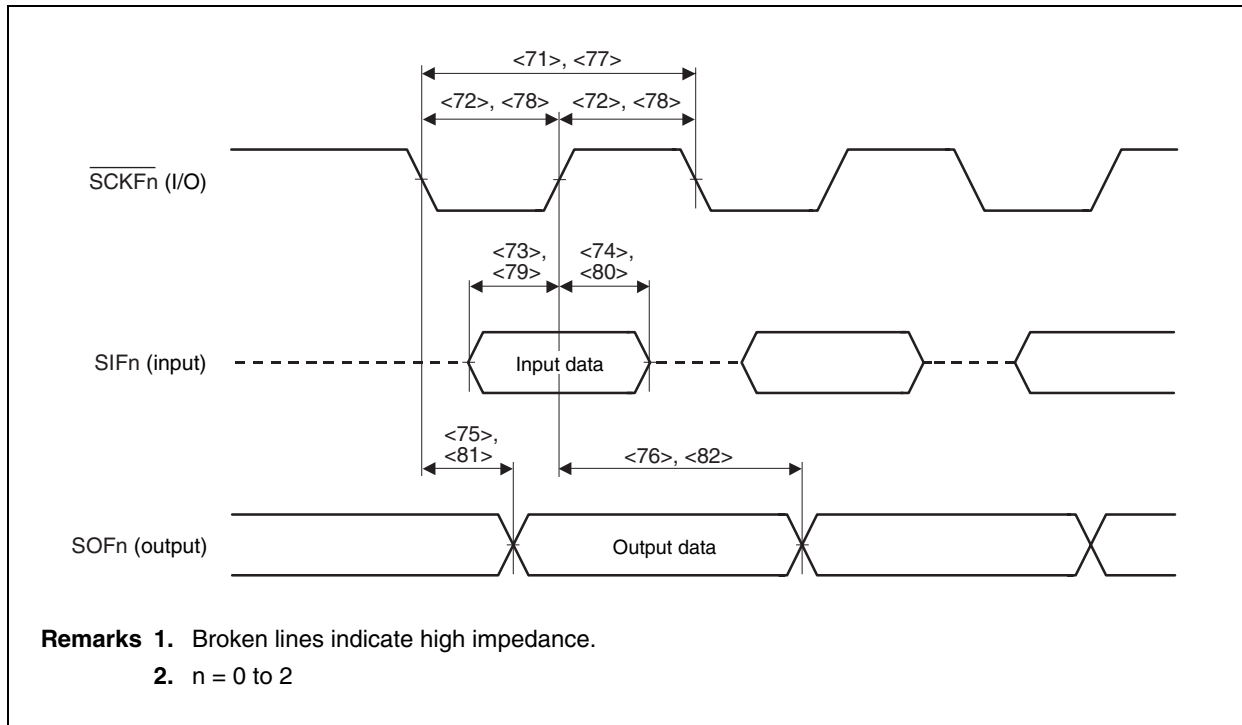 <71>, <77>
<72>, <78> <72>, <78>
SCKFn (I/O)
<73>,
<79>
<74>,
<80>
SIFn (input)
Input data
<75>,
<81>
<76>, <82>
SOFn (output)
Output data
Remarks 1. Broken lines indicate high impedance.
2. n = 0 to 2